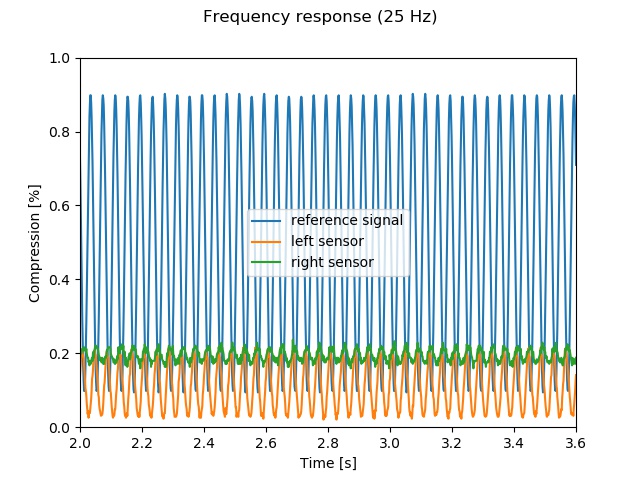 Frequency response (25 Hz)
1.0
0.8
0.6
0.4
0.2
0.0
Compression [%]
reference signal
left sensor
right sensor
2.0 2.2 2.4 2.6 2.8 3.0 3.2 3.4 3.6
Time [s]